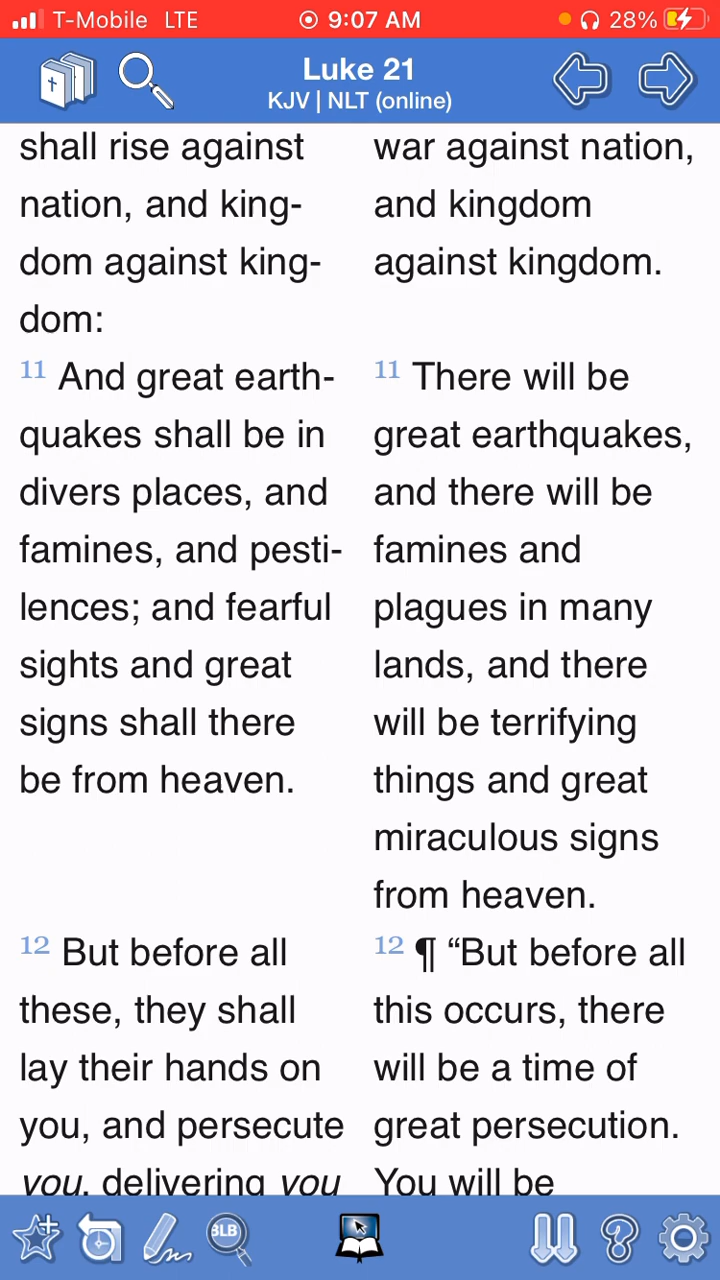 T-Mobile LTE 9:07 AM 28%
Luke 21
KJV | NLT (online)
shall rise against
nation, and king-
dom against king-
dom:
11 And great earth-
quakes shall be in
divers places, and
famines, and pesti-
lences; and fearful
sights and great
signs shall there
be from heaven.
12 But before all
these, they shall
lay their hands on
you, and persecute
you, delivering you
war against nation,
and kingdom
against kingdom.
11 There will be
great earthquakes,
and there will be
famines and
plagues in many
lands, and there
will be terrifying
things and great
miraculous signs
from heaven.
12 ¶ “But before all
this occurs, there
will be a time of
great persecution.
You will be
BLB